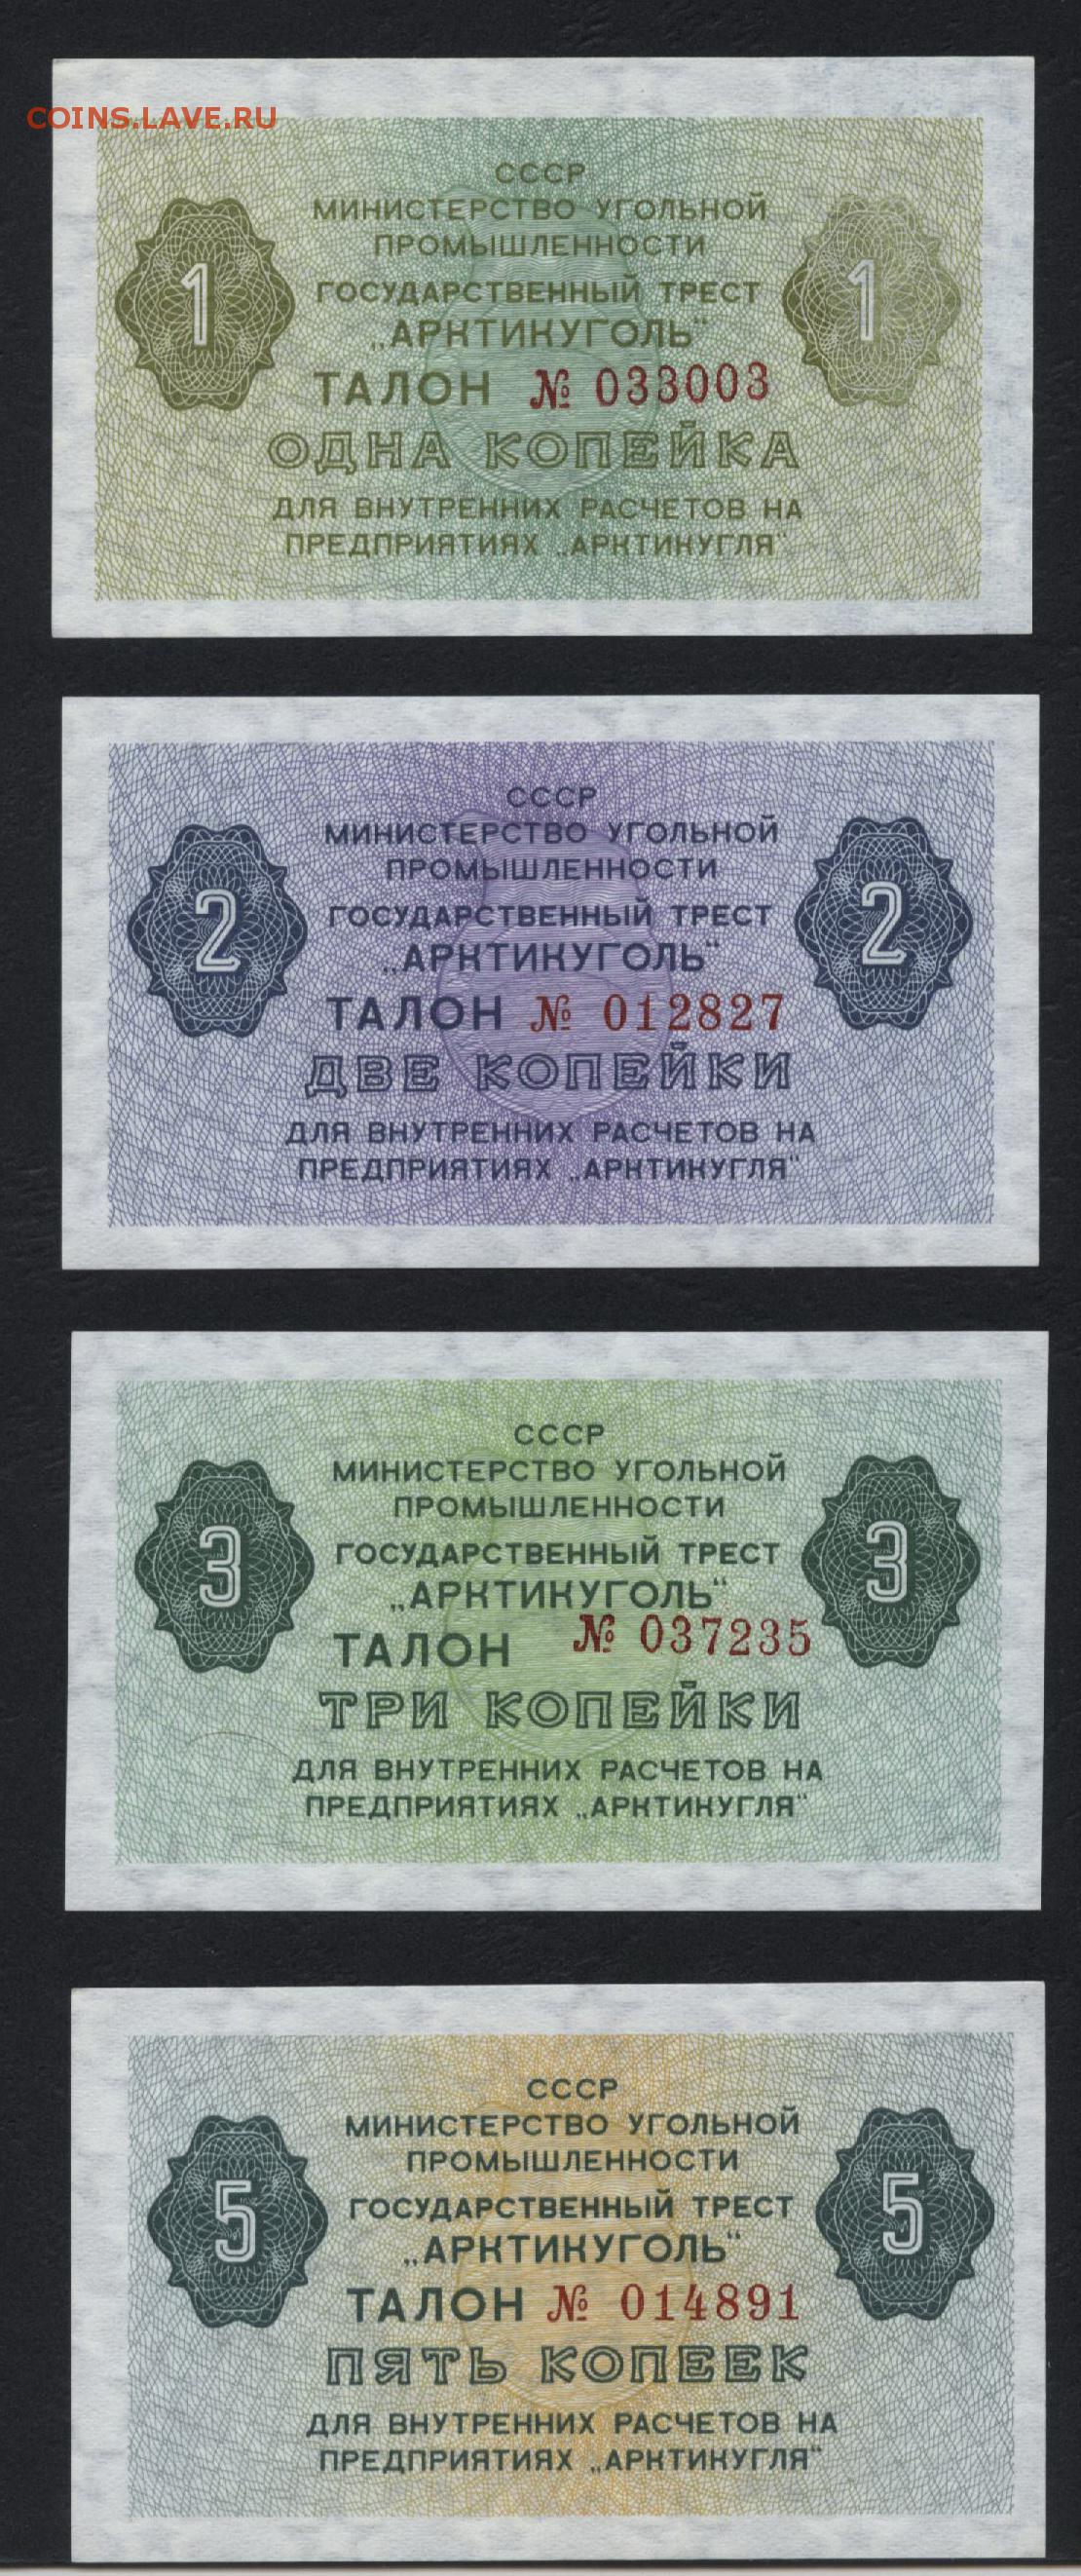 COINS.LAVE.RU
СССР
МИНИСТЕРСТВО УГОЛЬНОЙ
ПРОМЫШЛЕННОСТИ
ГОСУДАРСТВЕННЫЙ ТРЕСТ
„АРКТИКУГОЛЬ“
1 1
ТАЛОН № 033003
ОДНА КОПЕЙКА
ДЛЯ ВНУТРЕННИХ РАСЧЕТОВ НА
ПРЕДПРИЯТИЯХ „АРКТИКУГЛЯ“
СССР
МИНИСТЕРСТВО УГОЛЬНОЙ
ПРОМЫШЛЕННОСТИ
ГОСУДАРСТВЕННЫЙ ТРЕСТ
2 2
„АРКТИКУГОЛЬ“
ТАЛОН № 012827
ДВЕ КОПЕЙКИ
ДЛЯ ВНУТРЕННИХ РАСЧЕТОВ НА
ПРЕДПРИЯТИЯХ „АРКТИКУГЛЯ“
СССР
МИНИСТЕРСТВО УГОЛЬНОЙ
ПРОМЫШЛЕННОСТИ
ГОСУДАРСТВЕННЫЙ ТРЕСТ
3 3
„АРКТИКУГОЛЬ“
ТАЛОН № 037235
ТРИ КОПЕЙКИ
ДЛЯ ВНУТРЕННИХ РАСЧЕТОВ НА
ПРЕДПРИЯТИЯХ „АРКТИКУГЛЯ“
СССР
МИНИСТЕРСТВО УГОЛЬНОЙ
ПРОМЫШЛЕННОСТИ
ГОСУДАРСТВЕННЫЙ ТРЕСТ
5 5
„АРКТИКУГОЛЬ“
ТАЛОН № 014891
ПЯТЬ КОПЕЕК
ДЛЯ ВНУТРЕННИХ РАСЧЕТОВ НА
ПРЕДПРИЯТИЯХ „АРКТИКУГЛЯ“